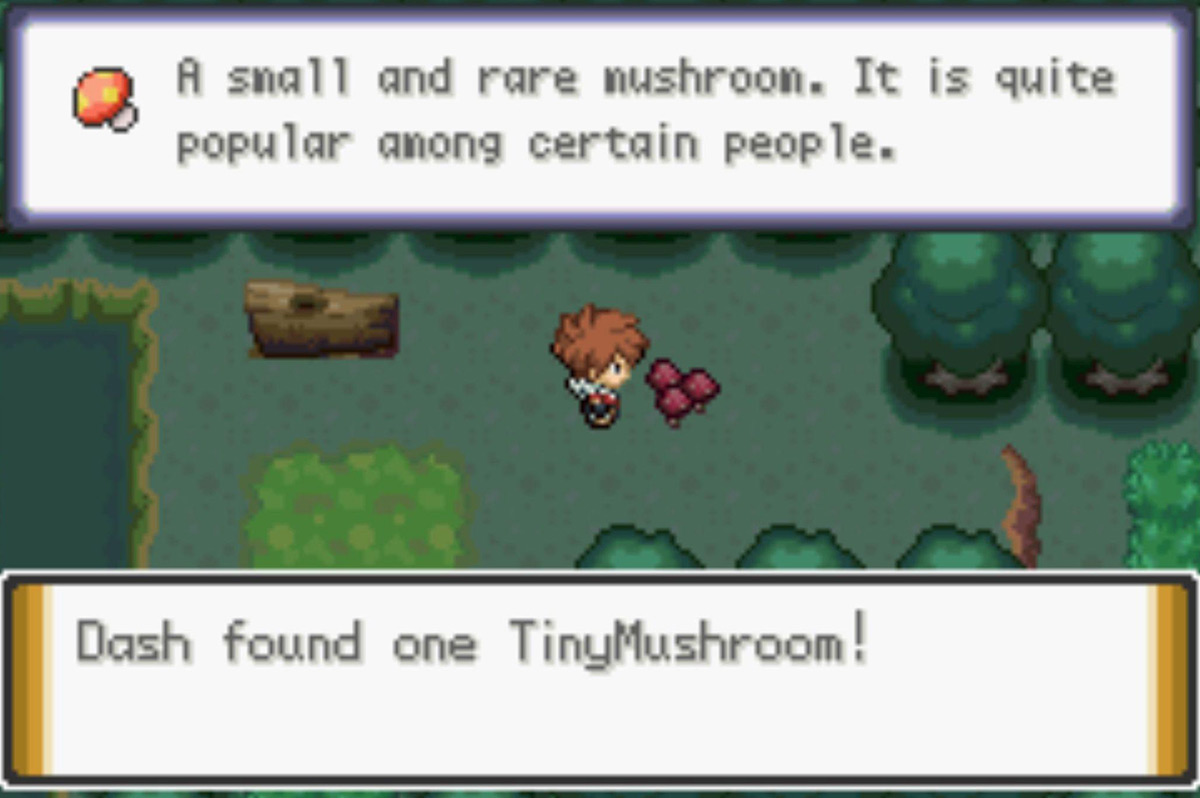 A small and rare mushroom. It is quite
popular among certain people.
Dash found one TinyMushroom!